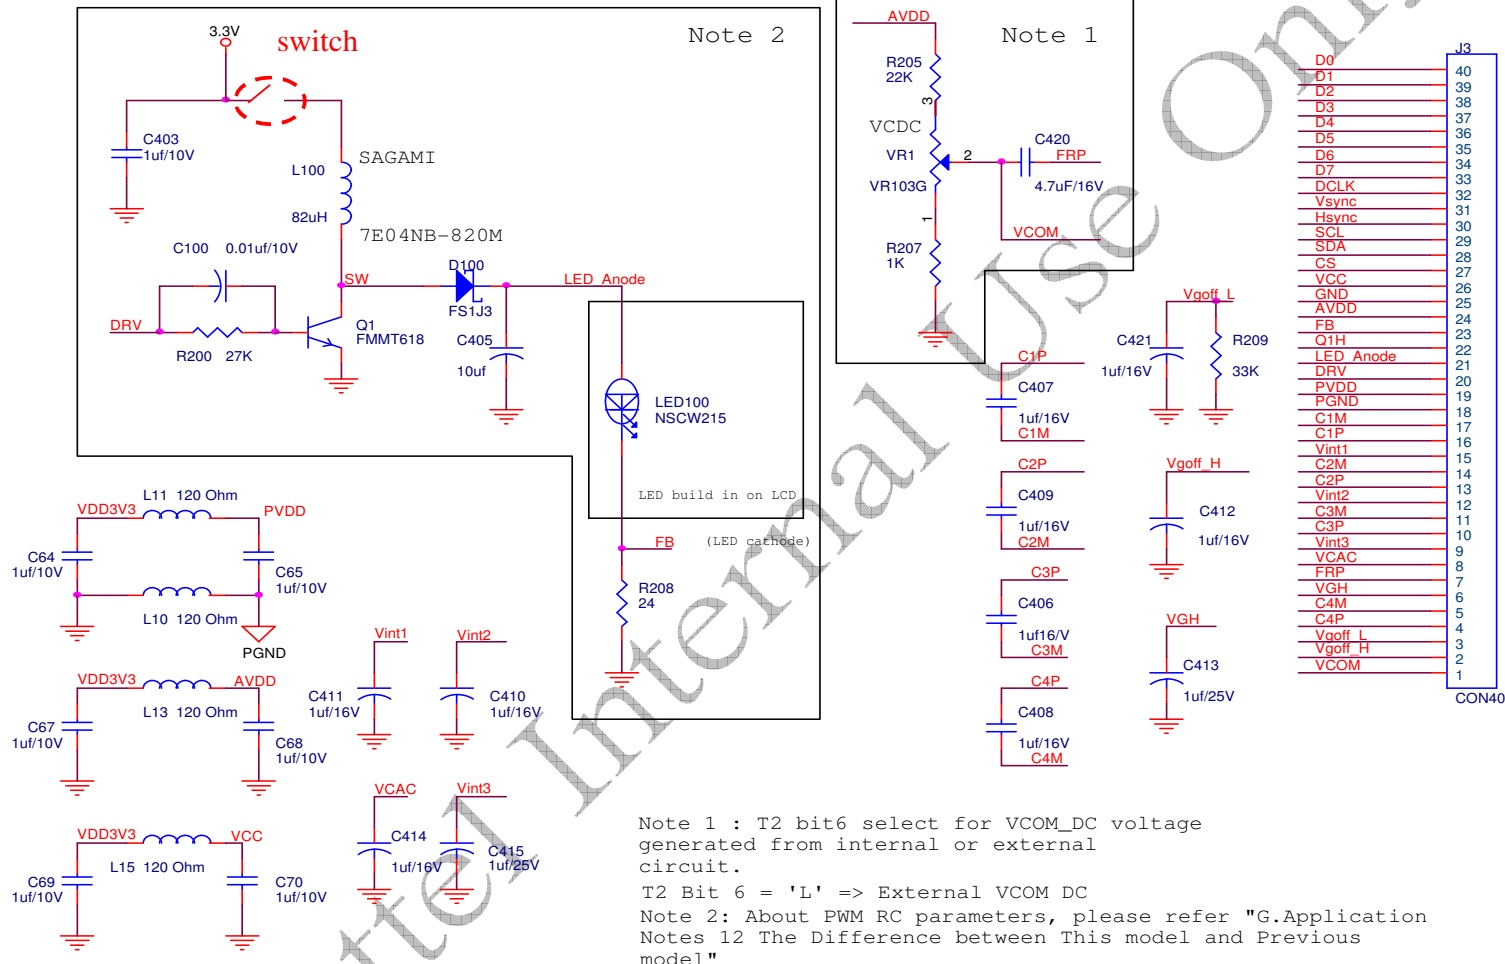 Note 2
3.3V
switch
C403
1uf/10V
SAGAMI
L100
82uH
7E04NB-820M
C100 0.01uf/10V
SW
D100
FS1J3
LED_Anode
DRV
R200 27K
Q1
FMMT618
C405
10uf
LED100
NSCW215
LED build in on LCD
FB
(LED cathode)
R208
24
Note 1
AVDD
R205
22K
3
VCDC
VR1
VR103G
2
1
C420
FRP
4.7uF/16V
VCOM
R207
1K
Vgoff_L
C421
1uf/16V
R209
33K
C1P
C407
1uf/16V
C1M
C2P
C409
1uf/16V
C2M
C3P
C406
1uf16/V
C3M
C4P
C408
1uf/16V
C4M
Vgoff_H
C412
1uf/16V
VGH
C413
1uf/25V
J3
D0 40
D1 39
D2 38
D3 37
D4 36
D5 35
D6 34
D7 33
DCLK 32
Vsync 31
Hsync 30
SCL 29
SDA 28
CS 27
VCC 26
GND 25
AVDD 24
FB 23
Q1H 22
LED_Anode 21
DRV 20
PVDD 19
PGND 18
C1M 17
C1P 16
Vint1 15
C2M 14
C2P 13
Vint2 12
C3M 11
C3P 10
Vint3 9
VCAC 8
FRP 7
VGH 6
C4M 5
C4P 4
Vgoff_L 3
Vgoff_H 2
VCOM 1
CON40
L11 120 Ohm
VDD3V3
PVDD
C64
1uf/10V
C65
1uf/10V
L10 120 Ohm
PGND
VDD3V3
AVDD
L13 120 Ohm
C67
1uf/10V
C68
1uf/10V
VDD3V3
VCC
L15 120 Ohm
C69
1uf/10V
C70
1uf/10V
Vint1
C411
1uf/16V
Vint2
C410
1uf/16V
VCAC
C414
1uf/16V
Vint3
C415
1uf/25V
Note 1 : T2 bit6 select for VCOM_DC voltage
generated from internal or external
circuit.
T2 Bit 6 = 'L' => External VCOM DC
Note 2: About PWM RC parameters, please refer "G.Application
Notes 12 The Difference between This model and Previous
model"
Internal Use Only